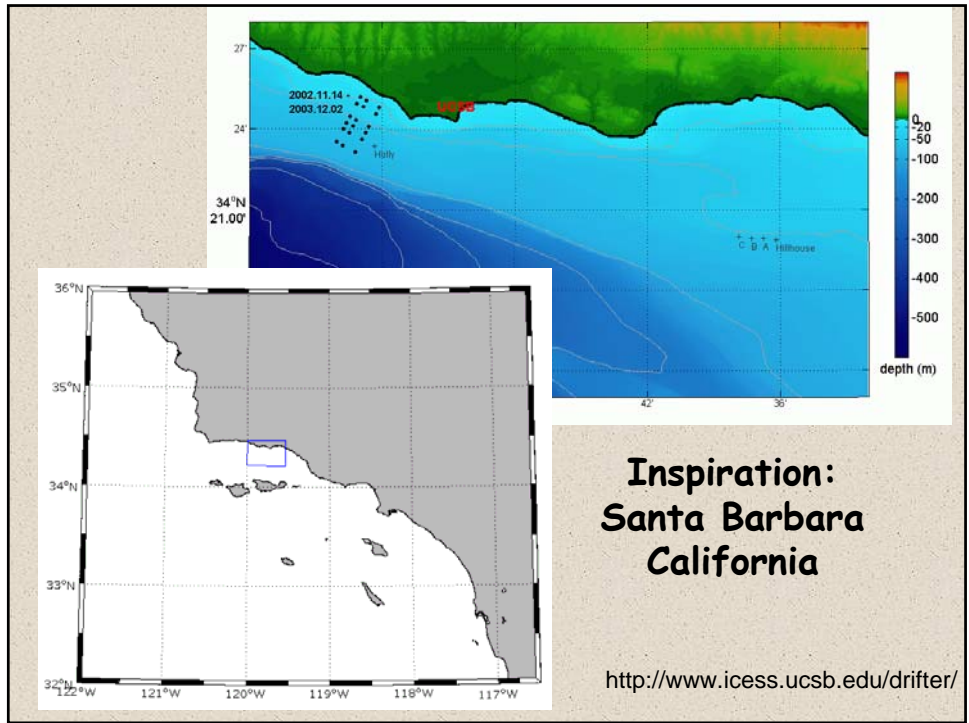 27'
2002.11.14
2003.12.02
UCSB
24'
Holly
34°N
21.00'
C B A Hillhouse
42'
36'
0
-20
-50
-100
-200
-300
-400
-500
depth (m)
36°N
35°N
34°N
33°N
32°N
122°W
121°W
120°W
119°W
118°W
117°W
Inspiration:
Santa Barbara
California
http://www.icess.ucsb.edu/drifter/